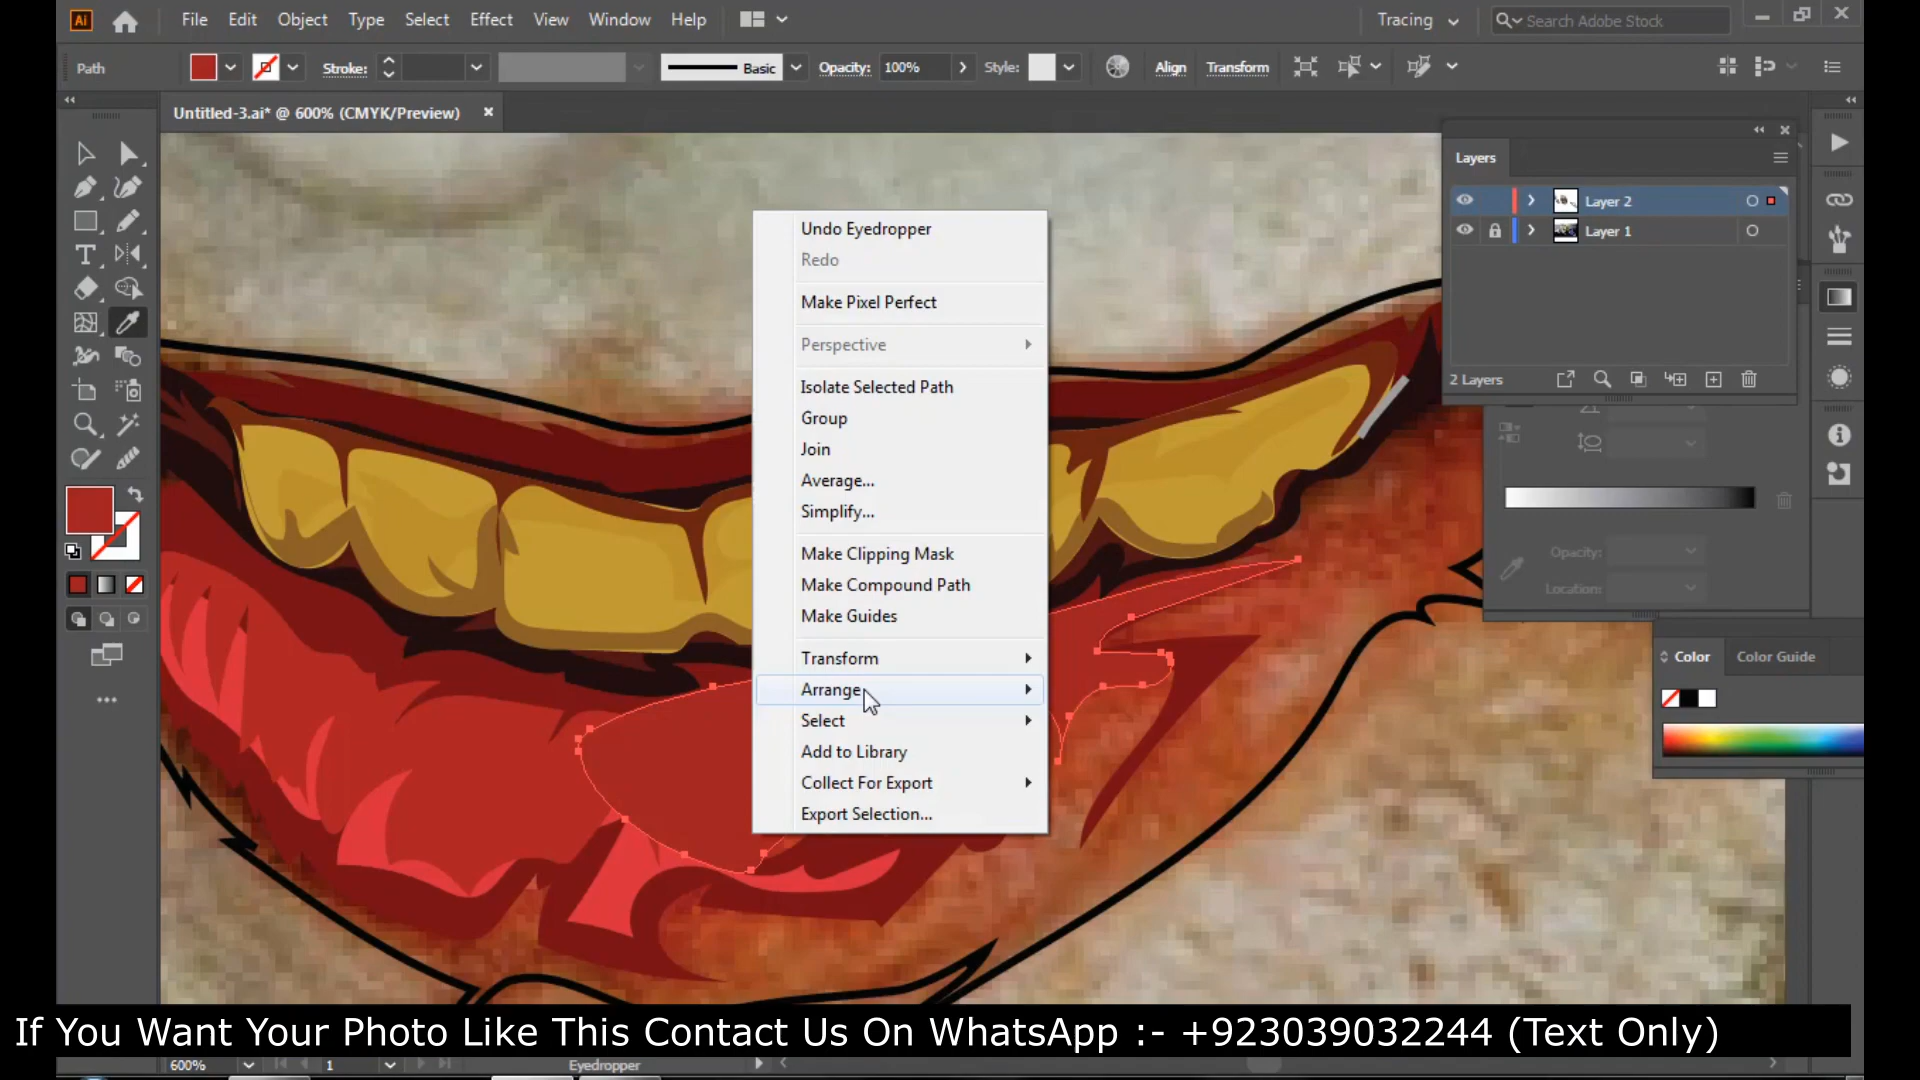 Ai File Edit Object Type Select Effect View Window Help Tracing Search Adobe Stock
Path Stroke: Basic Opacity: 100% Style: Align Transform
Untitled-3.ai* @ 600% (CMYK/Preview)
Layers
Layer 2
Layer 1
2 Layers
Opacity:
Location:
Color Color Guide
Undo Eyedropper
Redo
Make Pixel Perfect
Perspective
Isolate Selected Path
Group
Join
Average...
Simplify...
Make Clipping Mask
Make Compound Path
Make Guides
Transform
Arrange
Select
Add to Library
Collect For Export
Export Selection...
If You Want Your Photo Like This Contact Us On WhatsApp :- +923039032244 (Text Only)
600% 1 Eyedropper